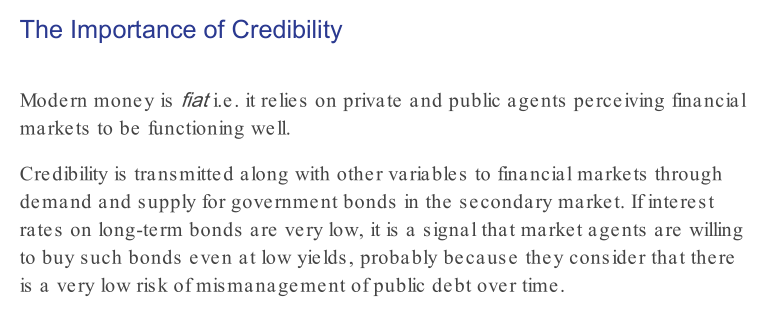 The Importance of Credibility
Modern money is fiat i.e. it relies on private and public agents perceiving financial
markets to be functioning well.
Credibility is transmitted along with other variables to financial markets through
demand and supply for government bonds in the secondary market. If interest
rates on long-term bonds are very low, it is a signal that market agents are willing
to buy such bonds even at low yields, probably because they consider that there
is a very low risk of mismanagement of public debt over time.